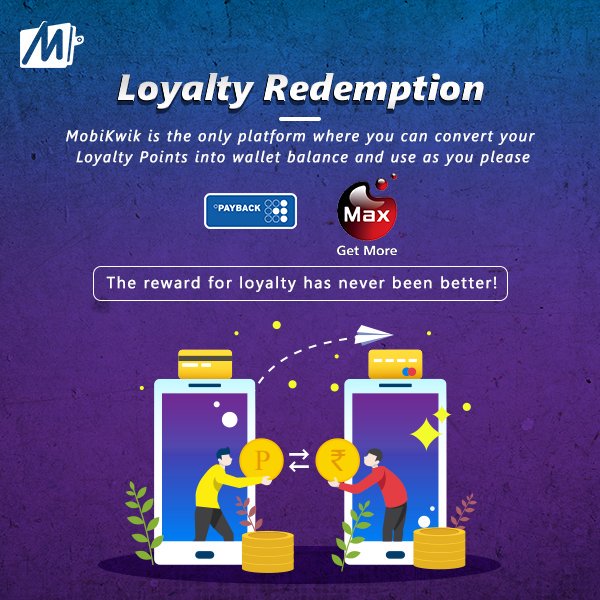 M
Loyalty Redemption
MobiKwik is the only platform where you can convert your
Loyalty Points into wallet balance and use as you please
°PAYBACK
Max
Get More
The reward for loyalty has never been better!
P
₹